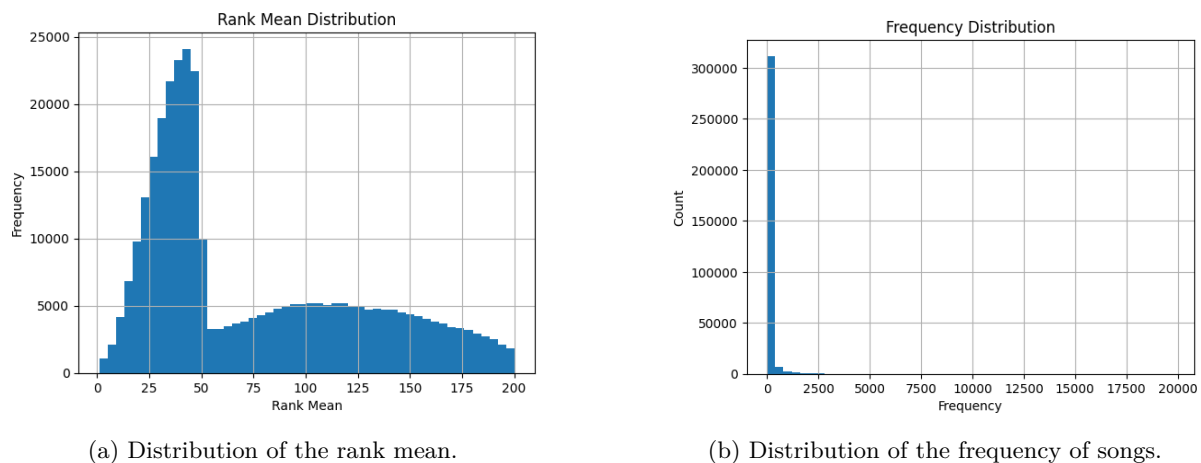 Rank Mean Distribution
25000
20000
15000
10000
5000
0
Frequency
0 25 50 75 100 125 150 175 200
Rank Mean
(a) Distribution of the rank mean.
Frequency Distribution
300000
250000
200000
150000
100000
50000
0
Count
0 2500 5000 7500 10000 12500 15000 17500 20000
Frequency
(b) Distribution of the frequency of songs.